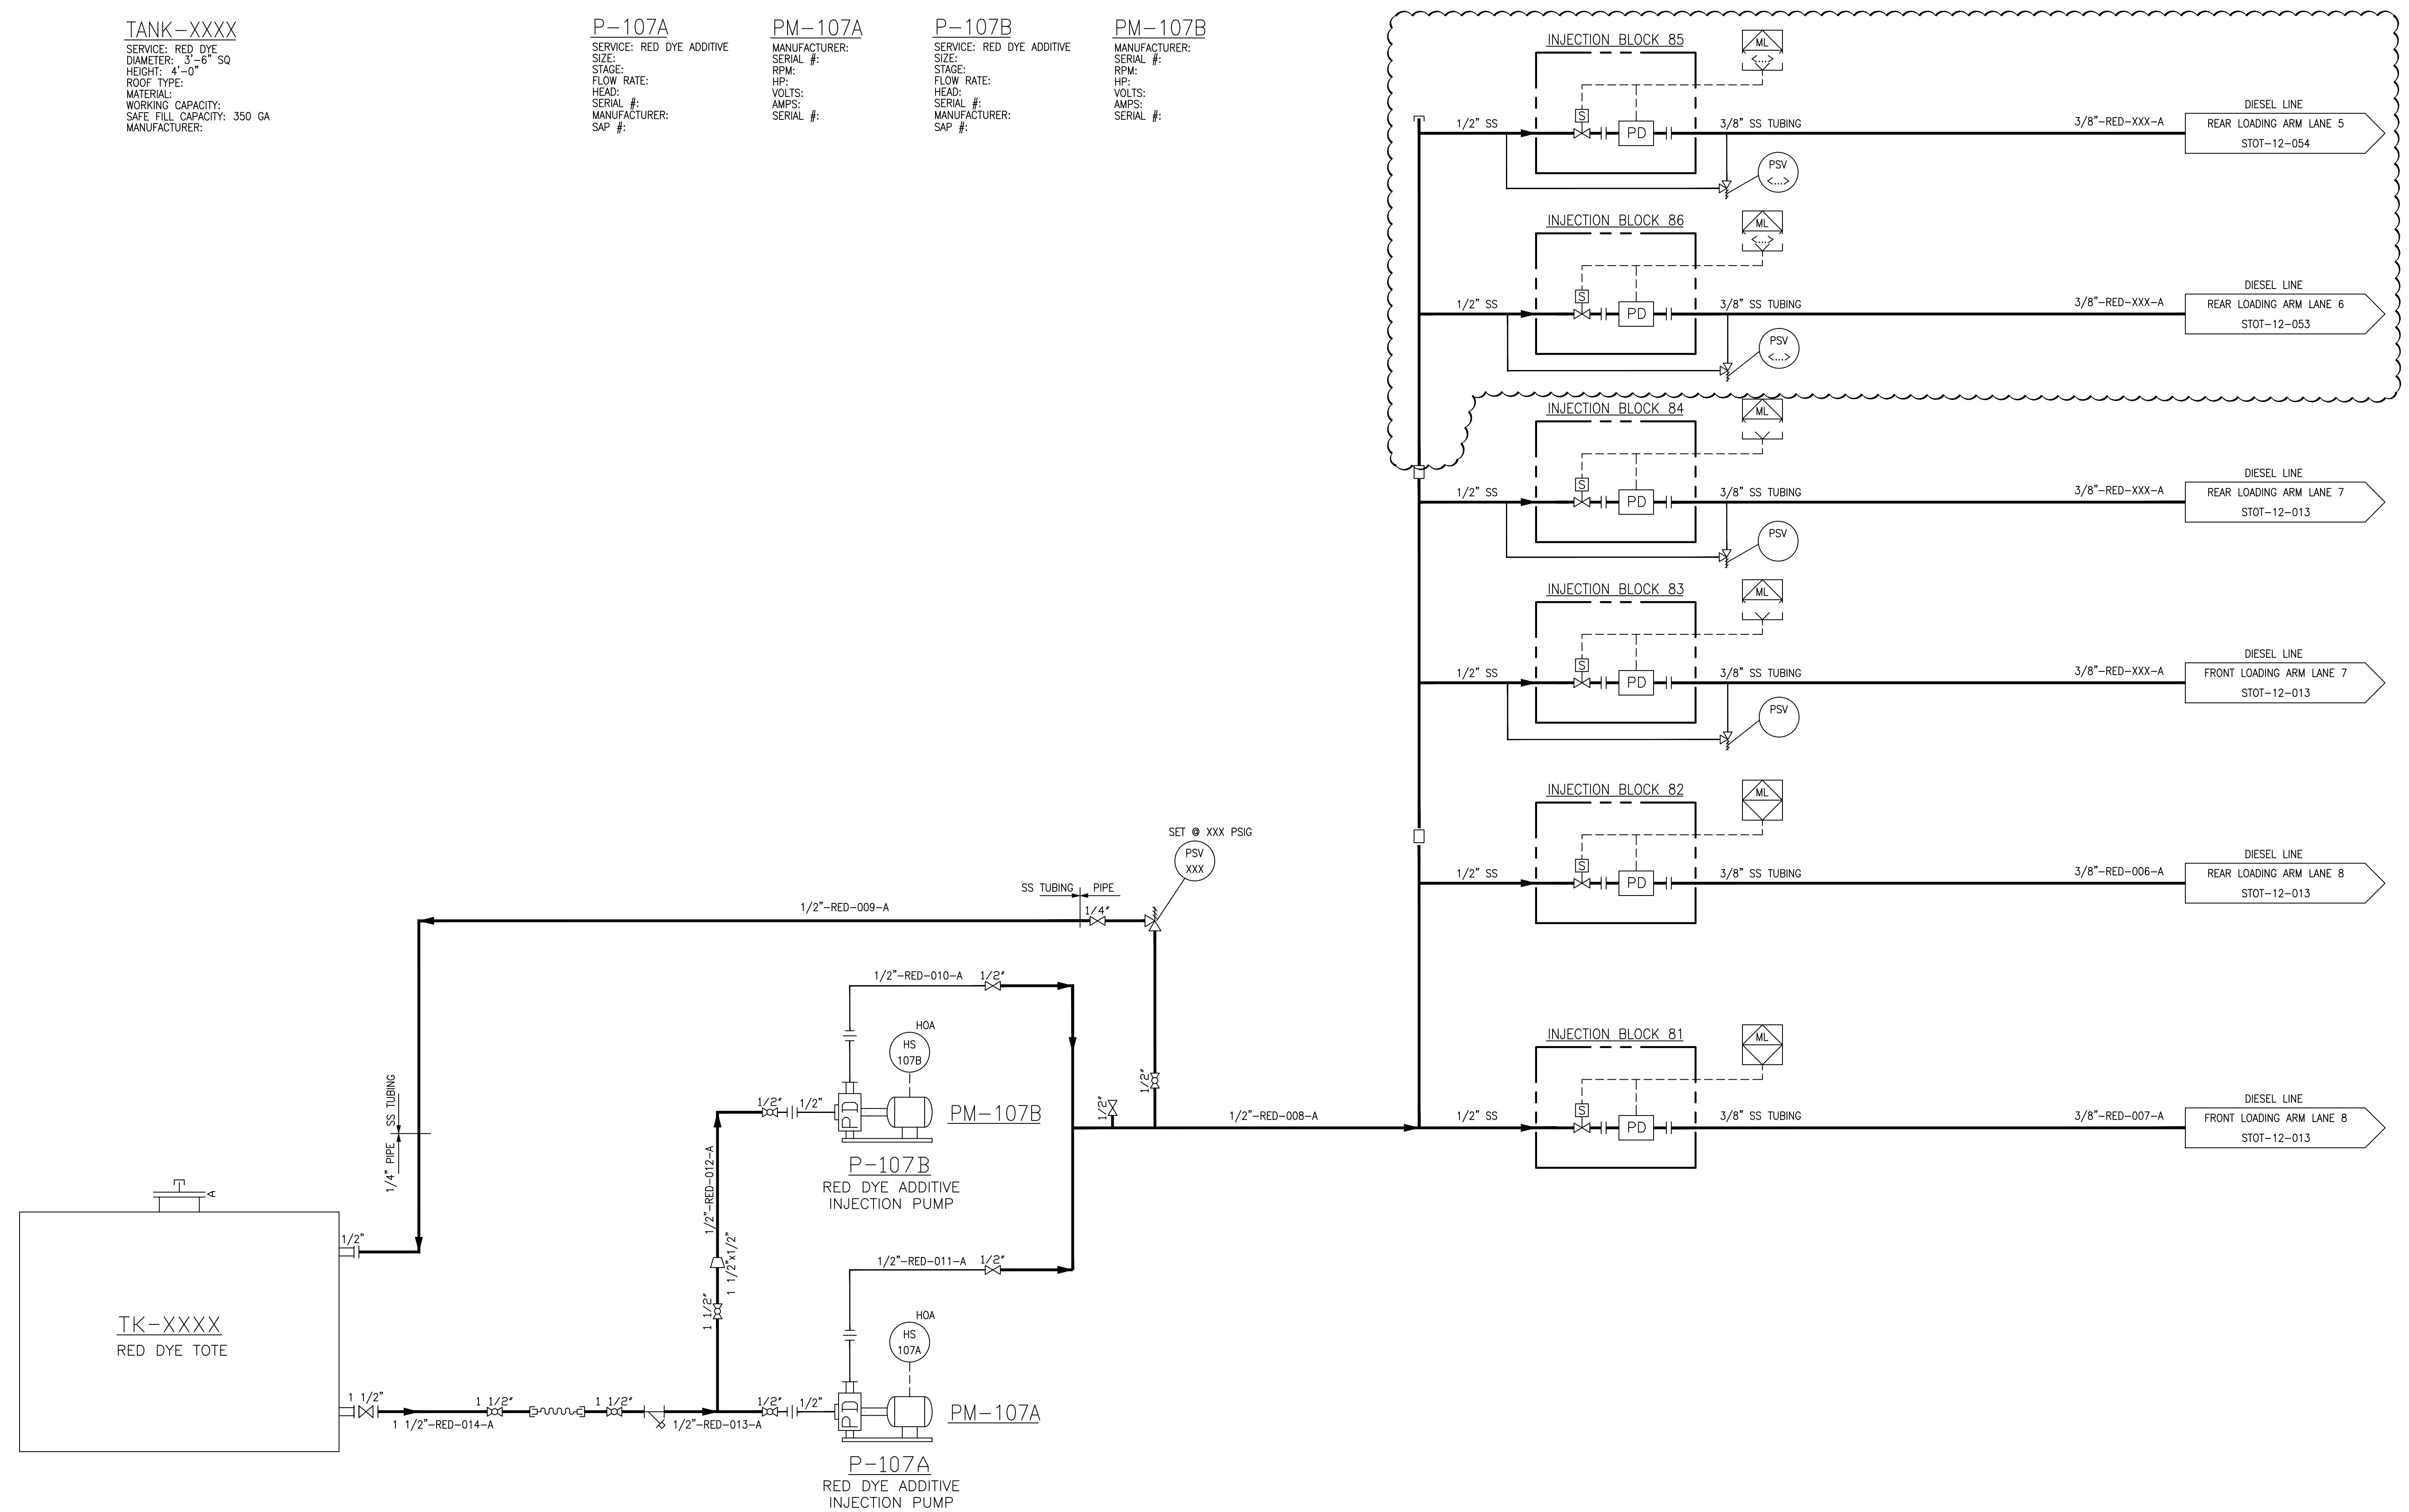 TANK-XXXX
SERVICE: RED DYE
DIAMETER: 3'-6" SQ
HEIGHT: 4'-0"
ROOF TYPE:
MATERIAL:
WORKING CAPACITY:
SAFE FILL CAPACITY: 350 GA
MANUFACTURER:
P-107A
SERVICE: RED DYE ADDITIVE
SIZE:
STAGE:
FLOW RATE:
HEAD:
SERIAL #:
MANUFACTURER:
SAP #:
PM-107A
MANUFACTURER:
SERIAL #:
RPM:
HP:
VOLTS:
AMPS:
SERIAL #:
P-107B
SERVICE: RED DYE ADDITIVE
SIZE:
STAGE:
FLOW RATE:
HEAD:
SERIAL #:
MANUFACTURER:
SAP #:
PM-107B
MANUFACTURER:
SERIAL #:
RPM:
HP:
VOLTS:
AMPS:
SERIAL #:
INJECTION BLOCK 85
ML
<...>
S
PD
1/2" SS
3/8" SS TUBING
3/8"-RED-XXX-A
PSV
<...>
DIESEL LINE
REAR LOADING ARM LANE 5
STOT-12-054
INJECTION BLOCK 86
ML
<...>
S
PD
1/2" SS
3/8" SS TUBING
3/8"-RED-XXX-A
PSV
<...>
DIESEL LINE
REAR LOADING ARM LANE 6
STOT-12-053
INJECTION BLOCK 84
ML
S
PD
1/2" SS
3/8" SS TUBING
3/8"-RED-XXX-A
PSV
DIESEL LINE
REAR LOADING ARM LANE 7
STOT-12-013
INJECTION BLOCK 83
ML
S
PD
1/2" SS
3/8" SS TUBING
3/8"-RED-XXX-A
PSV
DIESEL LINE
FRONT LOADING ARM LANE 7
STOT-12-013
INJECTION BLOCK 82
ML
S
PD
1/2" SS
3/8" SS TUBING
3/8"-RED-006-A
DIESEL LINE
REAR LOADING ARM LANE 8
STOT-12-013
INJECTION BLOCK 81
ML
S
PD
1/2" SS
3/8" SS TUBING
3/8"-RED-007-A
DIESEL LINE
FRONT LOADING ARM LANE 8
STOT-12-013
SET @ XXX PSIG
PSV
XXX
SS TUBING
PIPE
1/4"
1/2"-RED-009-A
1/2"-RED-010-A
1/2"
HOA
HS
107B
1/2"
1/2"
PD
PM-107B
P-107B
RED DYE ADDITIVE
INJECTION PUMP
1/2"
1/2"
1/2"-RED-008-A
1/4" PIPE
SS TUBING
A
1/2"
TK-XXXX
RED DYE TOTE
1/2"-RED-012-A
1 1/2"x1/2"
1 1/2"
1/2"-RED-011-A
1/2"
HOA
HS
107A
1 1/2"
1 1/2"-RED-014-A
1 1/2"
1 1/2"
1/2"-RED-013-A
1/2"
1/2"
PD
PM-107A
P-107A
RED DYE ADDITIVE
INJECTION PUMP